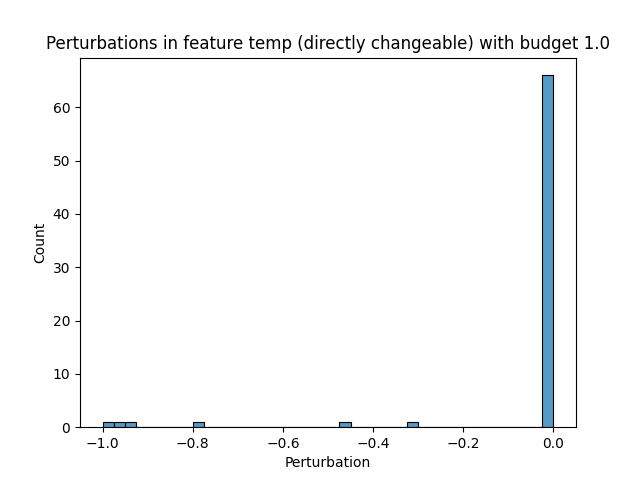 Perturbations in feature temp (directly changeable) with budget 1.0
60
50
40
30
20
10
0
Count
−1.0 −0.8 −0.6 −0.4 −0.2 0.0
Perturbation